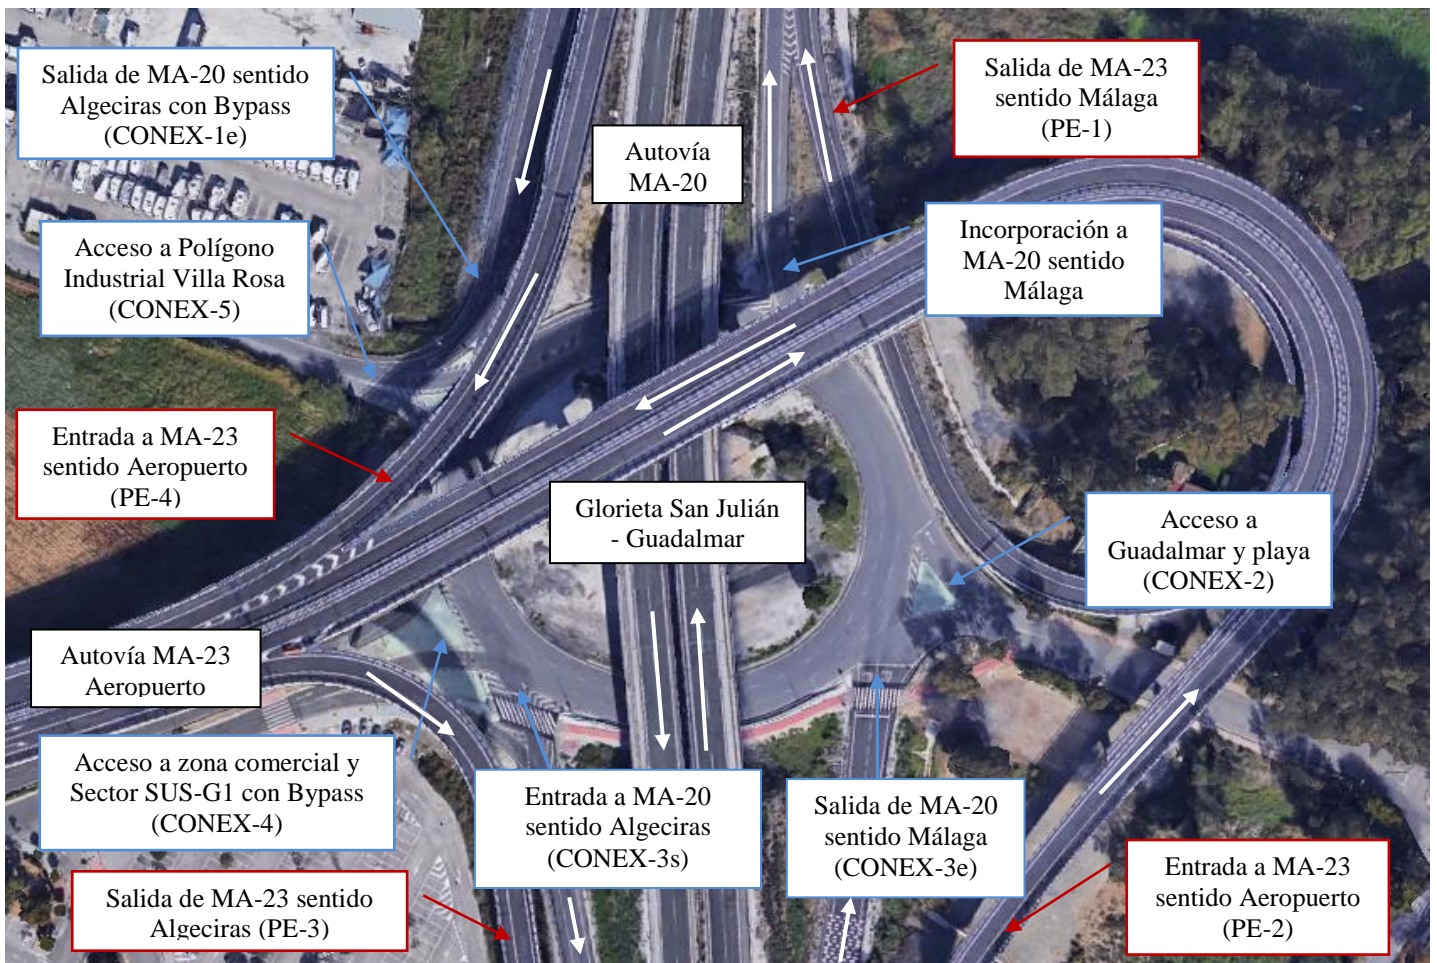 Salida de MA-20 sentido
Algeciras con Bypass
(CONEX-1e)
Salida de MA-23
sentido Málaga
(PE-1)
Autovía
MA-20
Acceso a Polígono
Industrial Villa Rosa
(CONEX-5)
Incorporación a
MA-20 sentido
Málaga
Entrada a MA-23
sentido Aeropuerto
(PE-4)
Glorieta San Julián
- Guadalmar
Acceso a
Guadalmar y playa
(CONEX-2)
Autovía MA-23
Aeropuerto
Acceso a zona comercial y
Sector SUS-G1 con Bypass
(CONEX-4)
Entrada a MA-20
sentido Algeciras
(CONEX-3s)
Salida de MA-20
sentido Málaga
(CONEX-3e)
Entrada a MA-23
sentido Aeropuerto
(PE-2)
Salida de MA-23 sentido
Algeciras (PE-3)